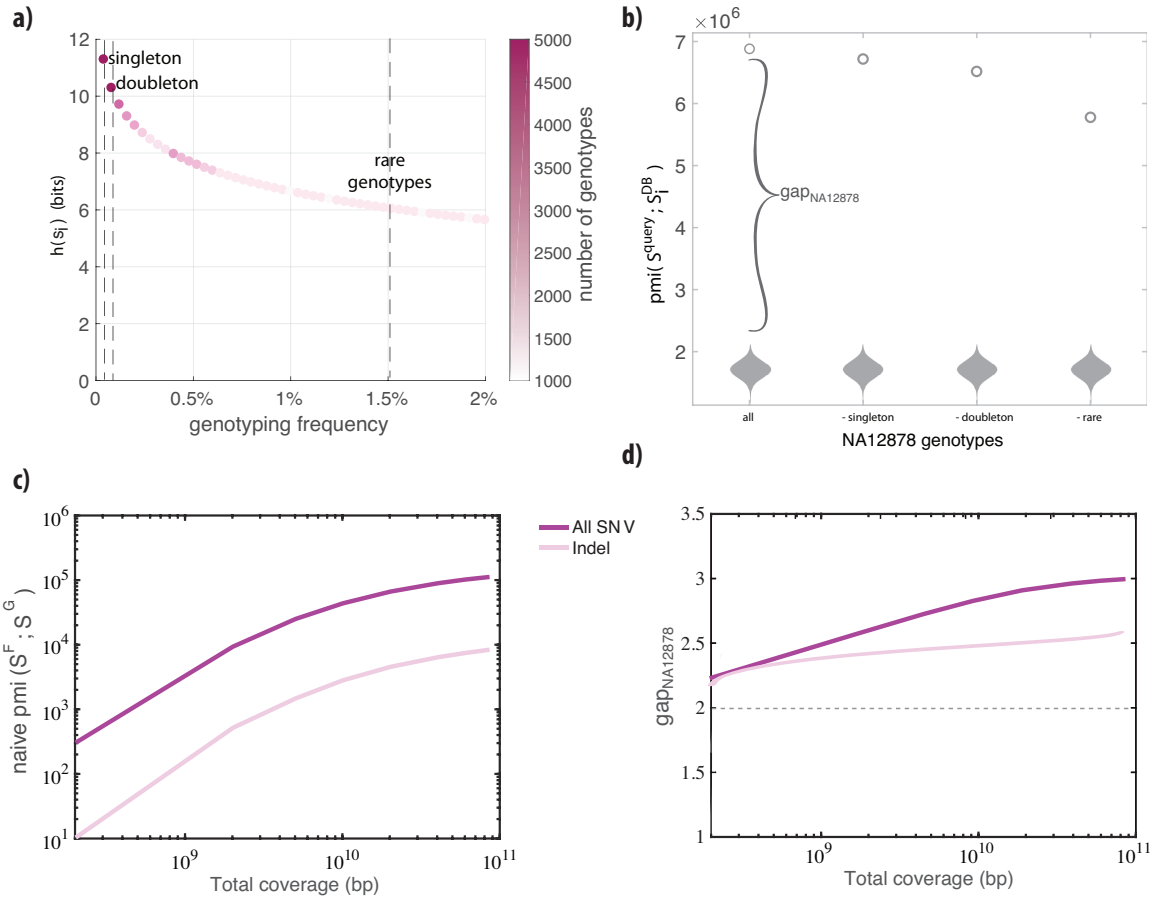 a)
12
10
8
6
4
2
0
h(si) (bits)
singleton
doubleton
rare
genotypes
0
0.5%
1%
1.5%
2%
genotyping frequency
5000
4500
4000
3500
3000
2500
2000
1500
1000
number of genotypes
b)
×10^6
7
6
5
4
3
2
pmi( S^query ; S_i^DB )
gap_NA12878
all
- singleton
- doubleton
- rare
NA12878 genotypes
c)
10^6
10^5
10^4
10^3
10^2
10^1
naive pmi ( S^F ; S^G )
10^9
10^10
10^11
Total coverage (bp)
All SN V
Indel
d)
3.5
3
2.5
2
1.5
1
gap_NA12878
10^9
10^10
10^11
Total coverage (bp)